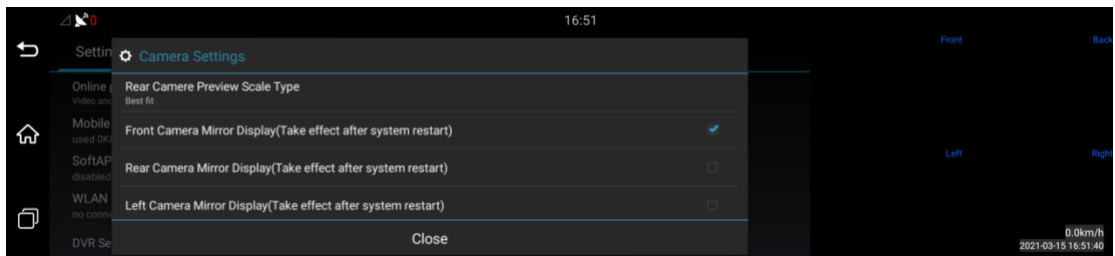 0
16:51
Settin
Camera Settings
Online
Video and
Rear Camere Preview Scale Type
Best fit
Mobile
used 0K
Front Camera Mirror Display(Take effect after system restart)
SoftAP
disabled
Rear Camera Mirror Display(Take effect after system restart)
WLAN
no conn
Left Camera Mirror Display(Take effect after system restart)
DVR Se
Close
Front
Back
Left
Right
0.0km/h
2021-03-15 16:51:40